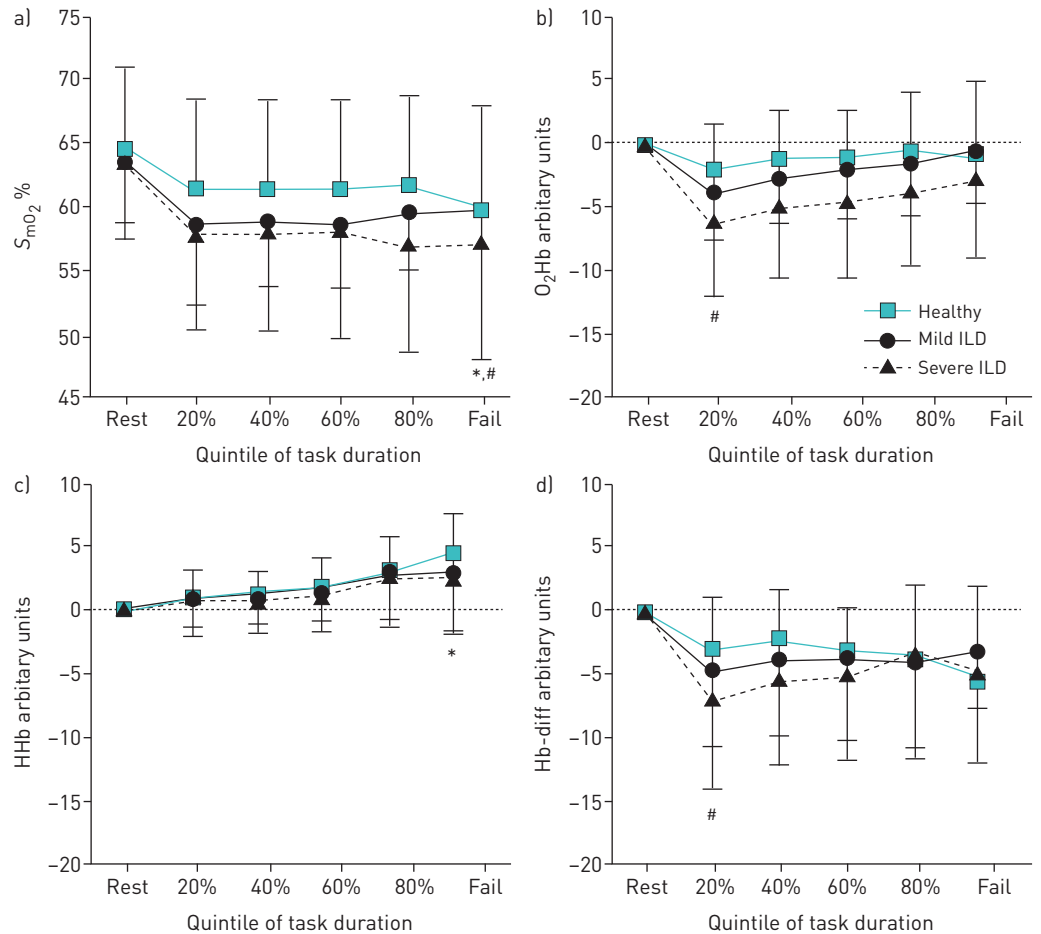 a)
75
70
65
60
55
50
45
SmO2 %
Rest 20% 40% 60% 80% Fail
Quintile of task duration
*,#
b)
10
5
0
–5
–10
–15
–20
O2Hb arbitary units
#
Healthy
Mild ILD
Severe ILD
Rest 20% 40% 60% 80% Fail
Quintile of task duration
c)
10
5
0
–5
–10
–15
–20
HHb arbitary units
*
Rest 20% 40% 60% 80% Fail
Quintile of task duration
d)
10
5
0
–5
–10
–15
–20
Hb-diff arbitary units
#
Rest 20% 40% 60% 80% Fail
Quintile of task duration